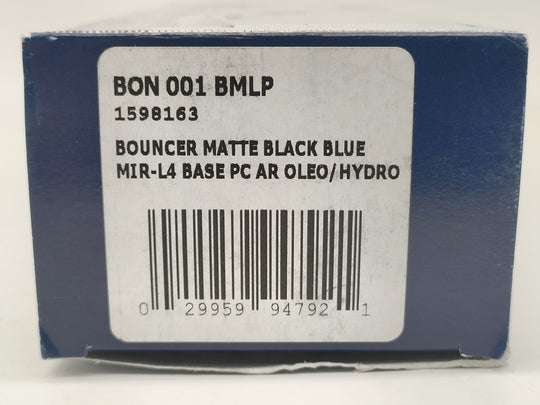 BON 001 BMLP
1598163
BOUNCER MATTE BLACK BLUE
MIR-L4 BASE PC AR OLEO/HYDRO
0 29959 94792 1